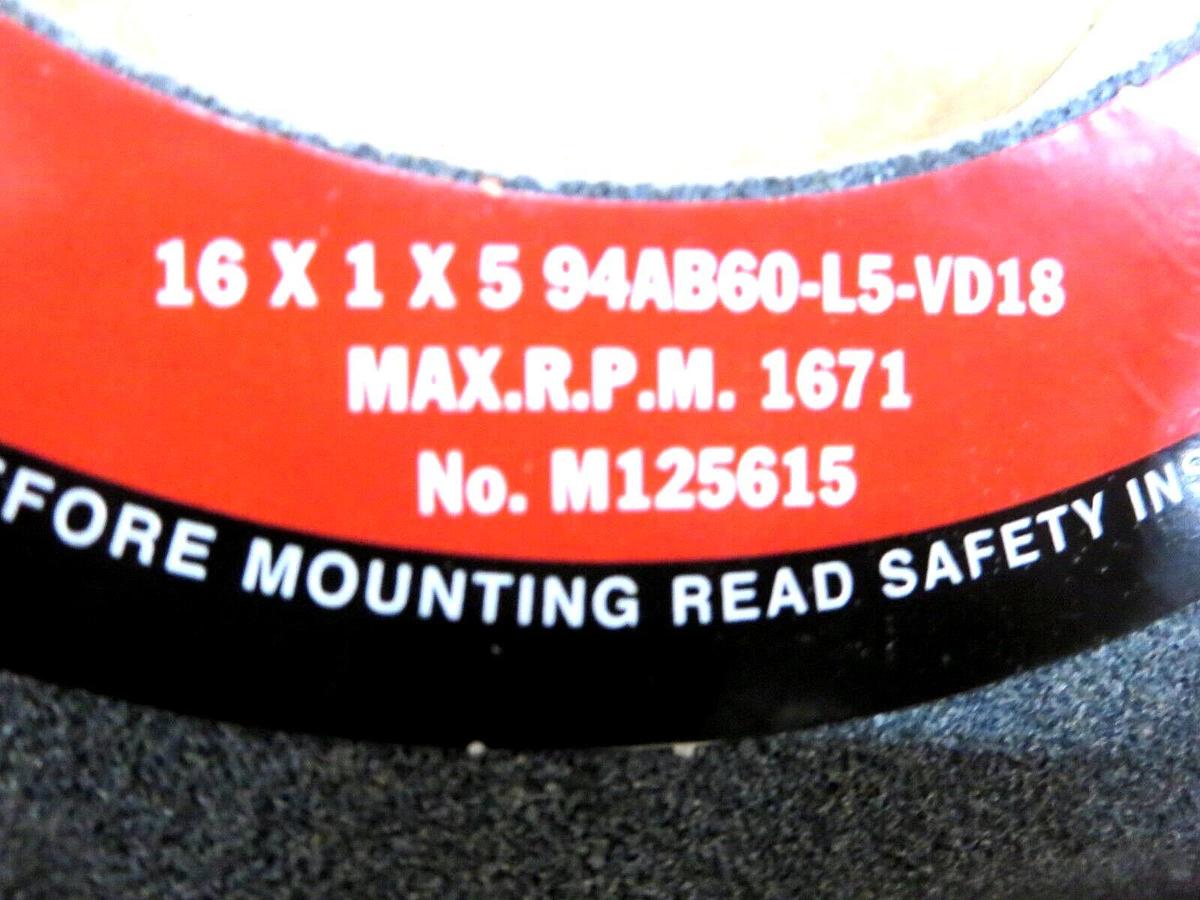 16 X 1 X 5 94AB60-L5-VD18
MAX.R.P.M. 1671
No. M125615
MOUNTING READ SAFETY